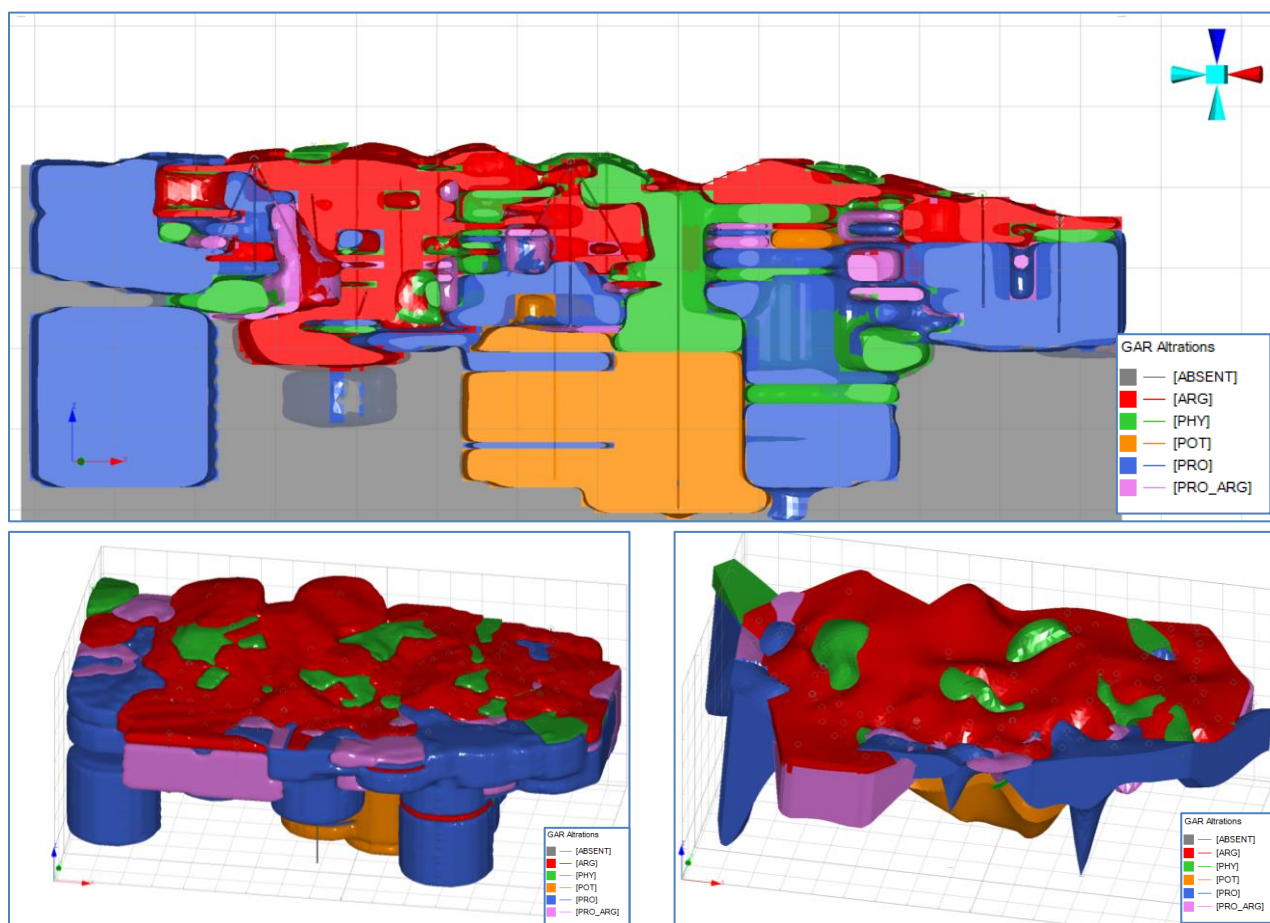 GAR Altrations
[ABSENT]
[ARG]
[PHY]
[POT]
[PRO]
[PRO_ARG]
GAR Altrations
[ABSENT]
[ARG]
[PHY]
[POT]
[PRO]
[PRO_ARG]
GAR Altrations
[ABSENT]
[ARG]
[PHY]
[POT]
[PRO]
[PRO_ARG]